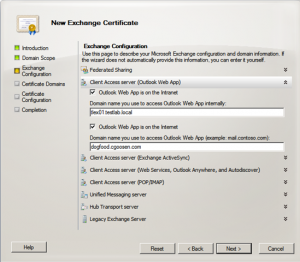 New Exchange Certificate
Introduction
Domain Scope
Exchange Configuration
Certificate Domains
Certificate Configuration
Completion
Exchange Configuration
Use this page to describe your Microsoft Exchange configuration and domain information. If the wizard does not automatically provide this information, you can enter it yourself.
Federated Sharing
Client Access server (Outlook Web App)
Outlook Web App is on the Intranet
Domain name you use to access Outlook Web App internally:
tlex01.testlab.local
Outlook Web App is on the Internet
Domain name you use to access Outlook Web App (example: mail.contoso.com):
dogfood.cgoosen.com
Client Access server (Exchange ActiveSync)
Client Access server (Web Services, Outlook Anywhere, and Autodiscover)
Client Access server (POP/IMAP)
Unified Messaging server
Hub Transport server
Legacy Exchange Server
Help
Reset
< Back
Next >
Cancel